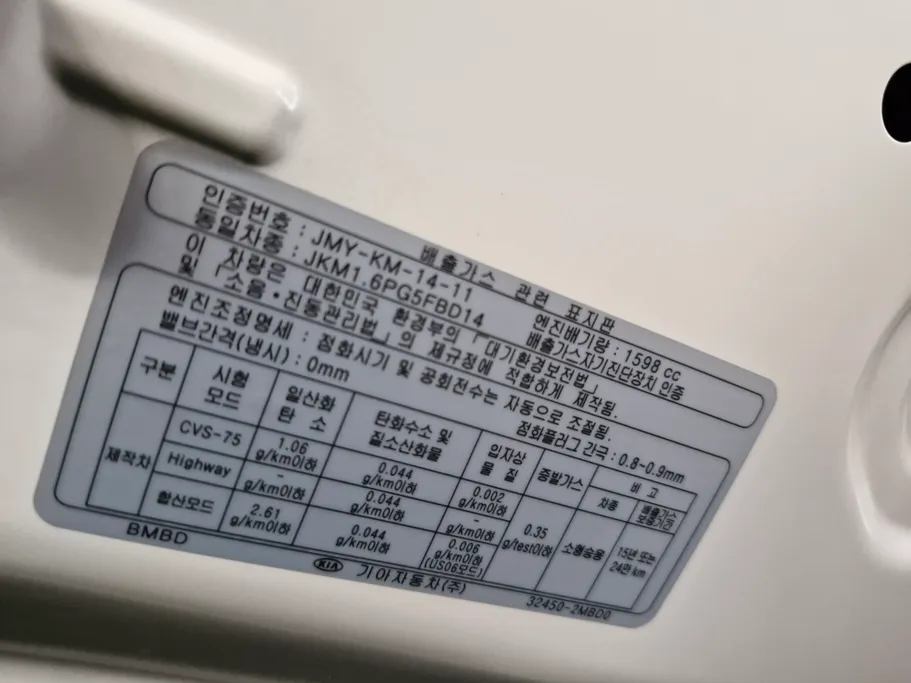 배출가스 관련 표지판
인증번호 : JMY-KM-14-11 엔진배기량 : 1598 cc
동일차종 : JKM1.6PG5FBD14 배출가스자기진단장치 인증
이 차량은 대한민국 환경부의 「대기환경보전법」
및 「소음·진동관리법」의 제규정에 적합하게 제작됨.
엔진조정명세 : 점화시기 및 공회전수는 자동으로 조절됨.
밸브간격(냉시) : 0mm 점화플러그 간극 : 0.8-0.9mm
구분 시험 모드 일산화 탄소 탄화수소 및 질소산화물 입자상 물질 증발가스 비고
차종 배출가스 보증기간
제작차 CVS-75 1.06 g/km이하 0.044 g/km이하 0.002 g/km이하 0.35 g/test이하 소형승용 15년 또는 24만 km
Highway - g/km이하 0.044 g/km이하 - g/km이하
합산모드 2.61 g/km이하 0.044 g/km이하 0.006 g/km이하 (US06모드)
BMBD KIA 기아자동차(주) 32450-2MBD0